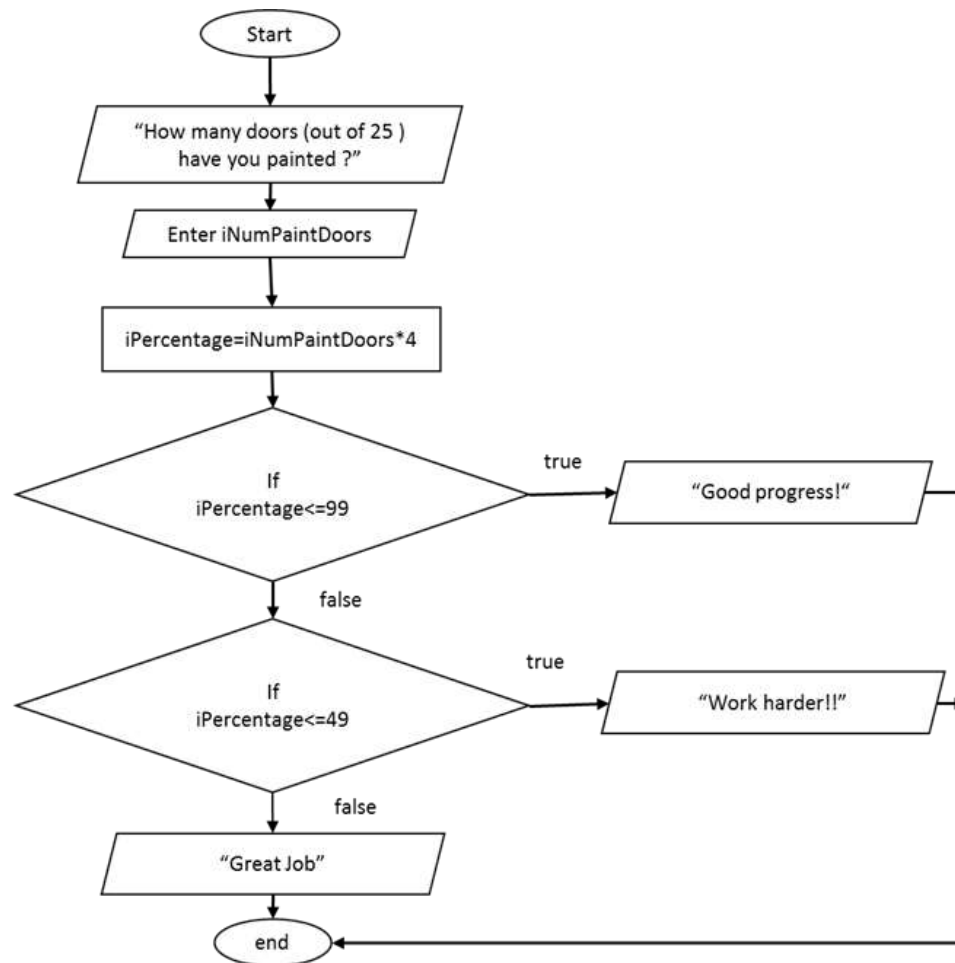 Start
“How many doors (out of 25 )
have you painted ?”
Enter iNumPaintDoors
iPercentage=iNumPaintDoors*4
If
iPercentage<=99
true
“Good progress!“
false
If
iPercentage<=49
true
“Work harder!!”
false
“Great Job”
end